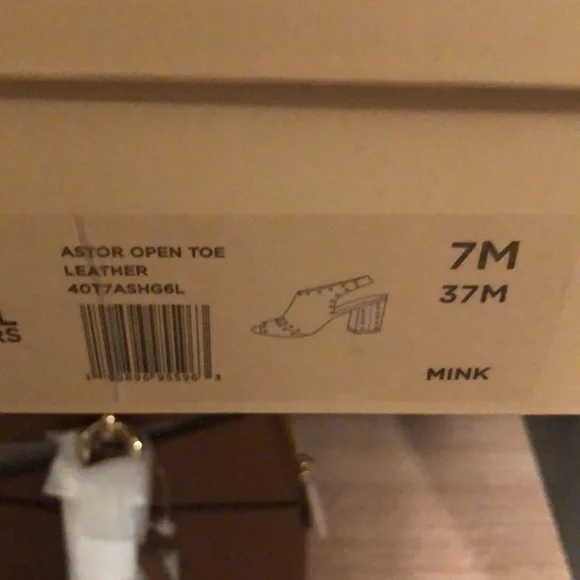 ASTOR OPEN TOE
LEATHER
40T7ASHG6L
7M
37M
MINK